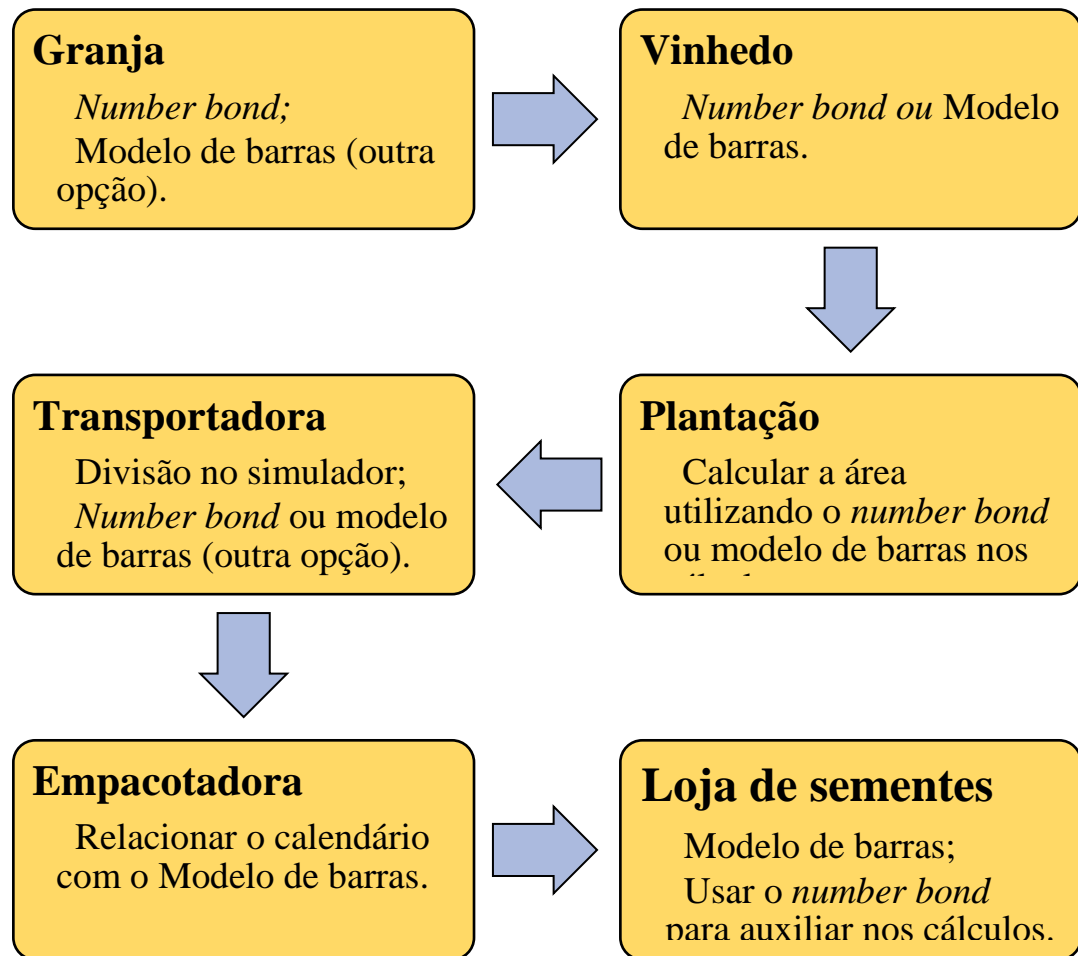 Granja
Number bond;
Modelo de barras (outra
opção).
Vinhedo
Number bond ou Modelo
de barras.
Plantação
Calcular a área
utilizando o number bond
ou modelo de barras nos
Transportadora
Divisão no simulador;
Number bond ou modelo
de barras (outra opção).
Empacotadora
Relacionar o calendário
com o Modelo de barras.
Loja de sementes
Modelo de barras;
Usar o number bond
para auxiliar nos cálculos.